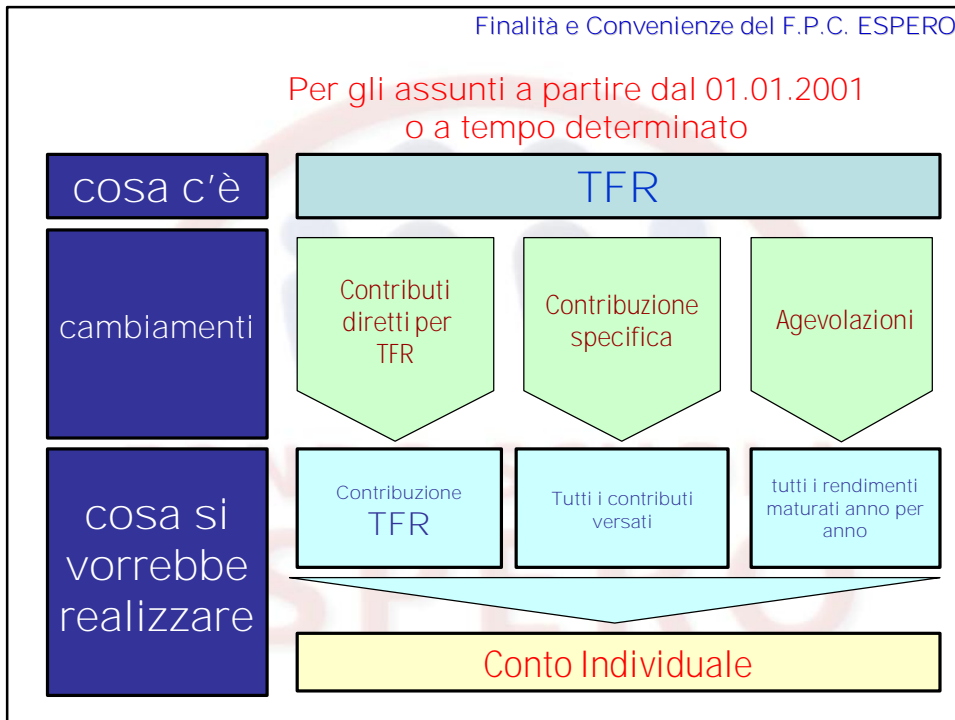 Finalità e Convenienze del F.P.C. ESPERO
Per gli assunti a partire dal 01.01.2001
o a tempo determinato
cosa c'è
TFR
cambiamenti
Contributi
diretti per
TFR
Contribuzione
specifica
Agevolazioni
cosa si
vorrebbe
realizzare
Contribuzione
TFR
Tutti i contributi
versati
tutti i rendimenti
maturati anno per
anno
Conto Individuale